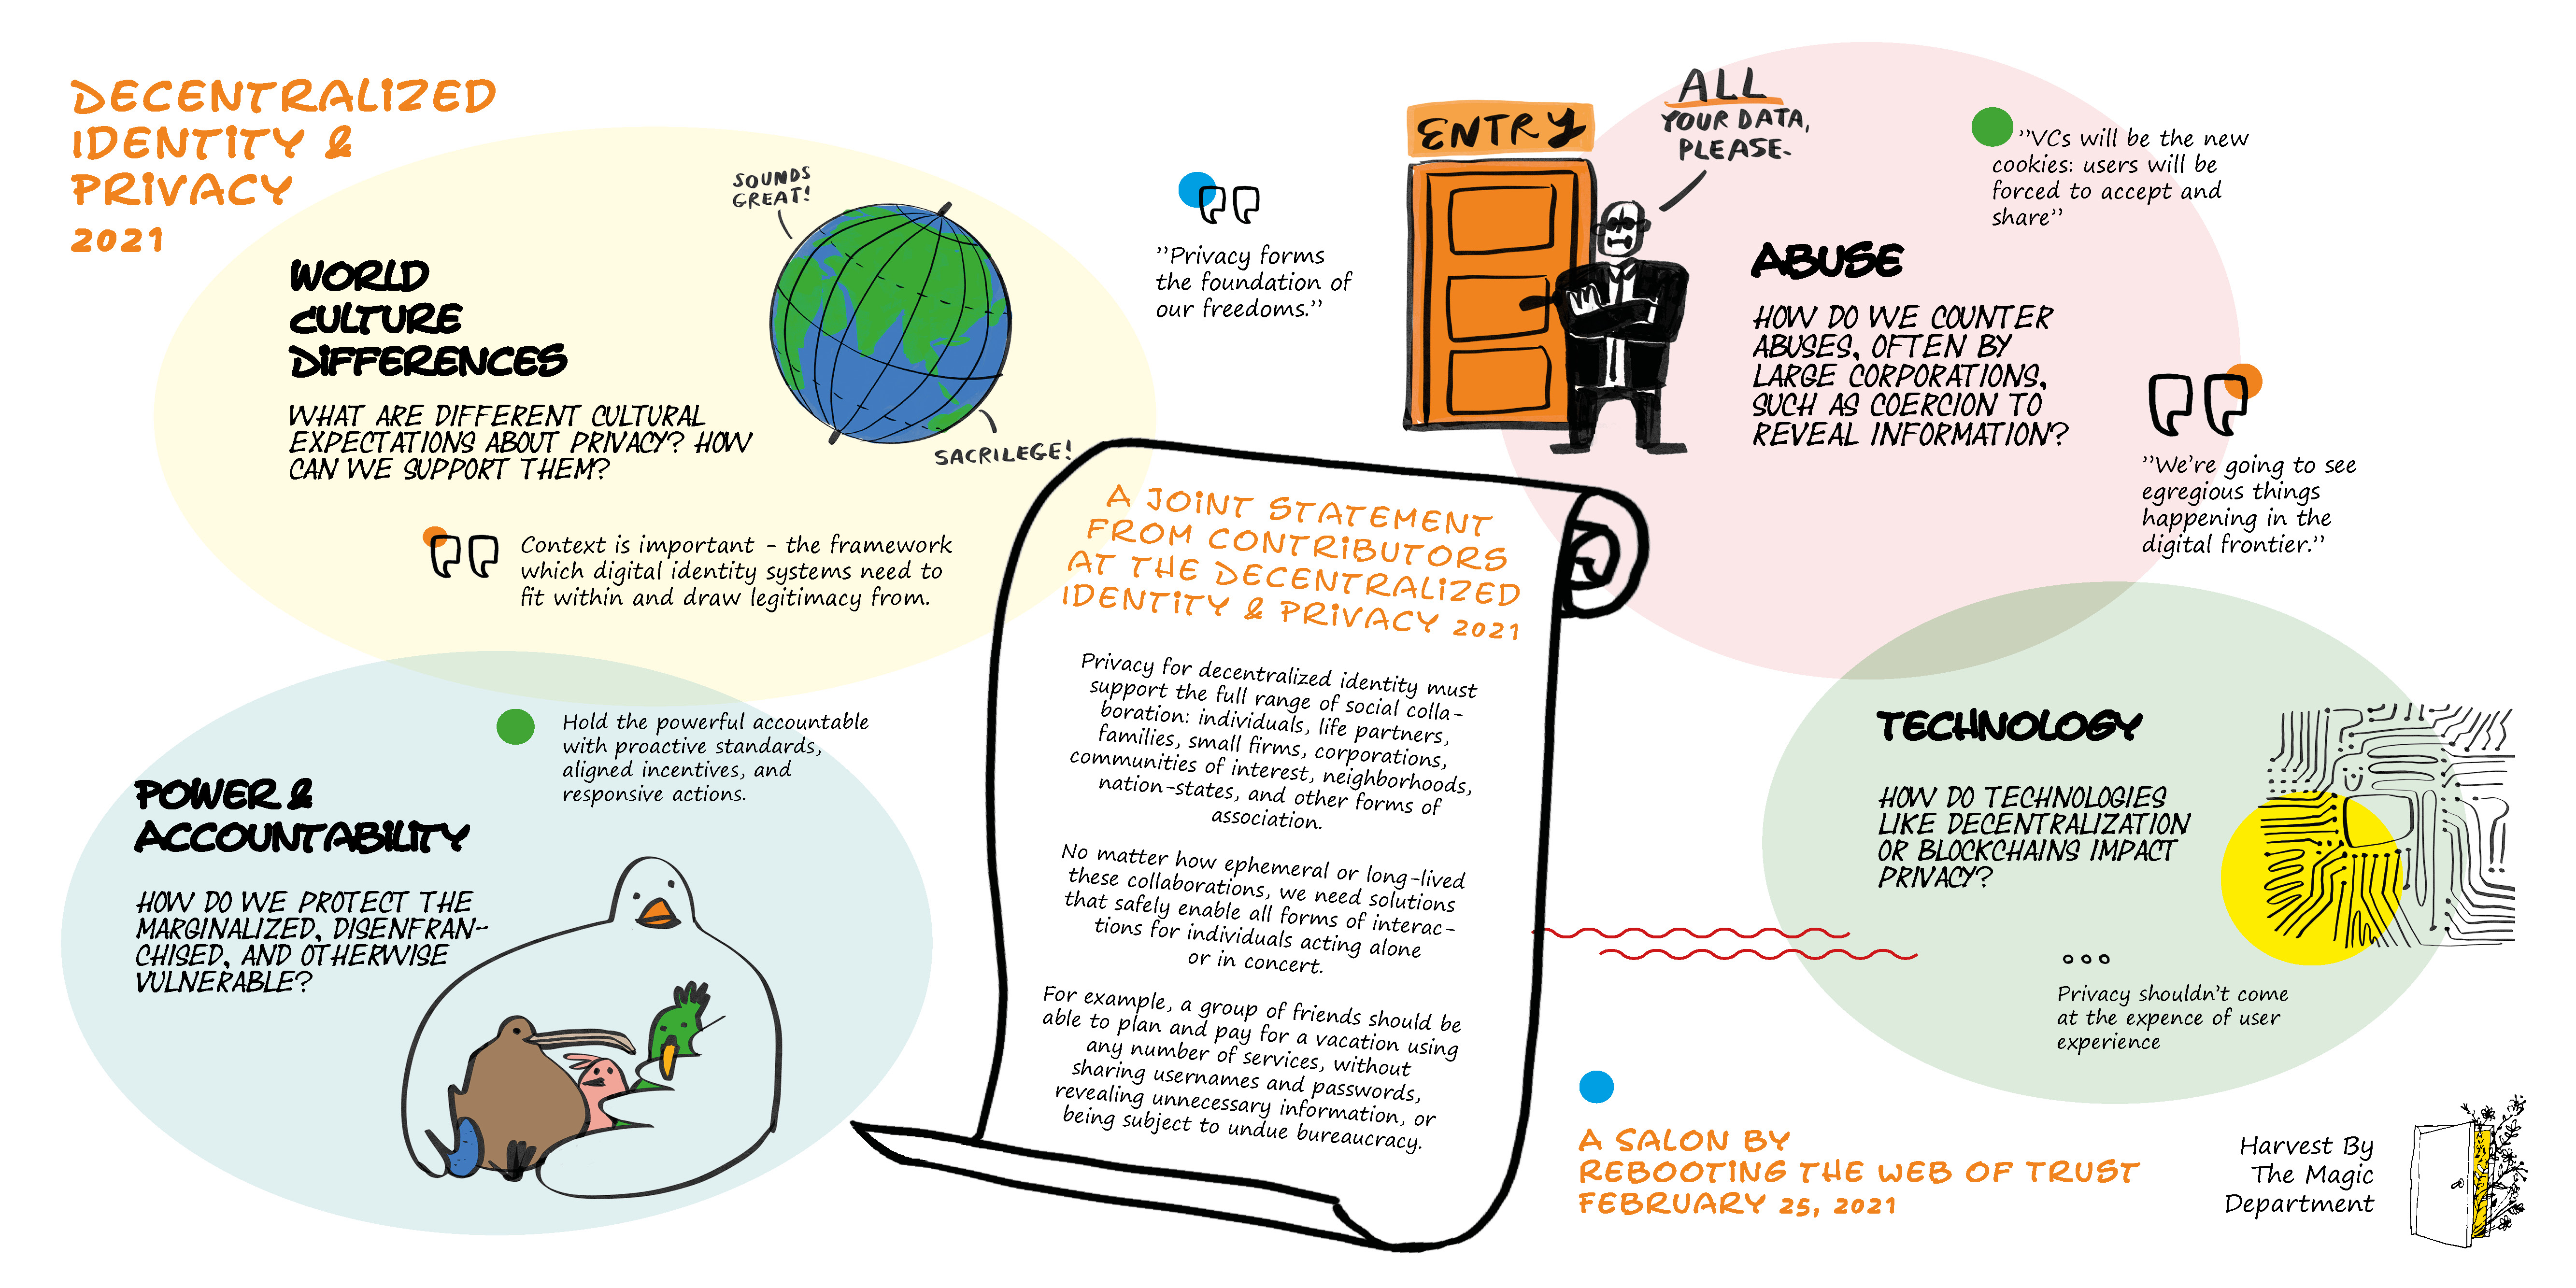 DECENTRALIZED
IDENTITY &
PRIVACY
2021
WORLD
CULTURE
DIFFERENCES
WHAT ARE DIFFERENT CULTURAL
EXPECTATIONS ABOUT PRIVACY? HOW
CAN WE SUPPORT THEM?
SOUNDS
GREAT!
SACRILEGE!
Context is important - the framework
which digital identity systems need to
fit within and draw legitimacy from.
"Privacy forms
the foundation of
our freedoms."
ENTRY
ALL
YOUR DATA,
PLEASE.
ABUSE
HOW DO WE COUNTER
ABUSES, OFTEN BY
LARGE CORPORATIONS,
SUCH AS COERCION TO
REVEAL INFORMATION?
"VCs will be the new
cookies: users will be
forced to accept and
share"
"We're going to see
egregious things
happening in the
digital frontier."
POWER &
ACCOUNTABILITY
HOW DO WE PROTECT THE
MARGINALIZED, DISENFRAN-
CHISED, AND OTHERWISE
VULNERABLE?
Hold the powerful accountable
with proactive standards,
aligned incentives, and
responsive actions.
A JOINT STATEMENT
FROM CONTRIBUTORS
AT THE DECENTRALIZED
IDENTITY & PRIVACY 2021
Privacy for decentralized identity must
support the full range of social colla-
boration: individuals, life partners,
families, small firms, corporations,
communities of interest, neighborhoods,
nation-states, and other forms of
association.
No matter how ephemeral or long-lived
these collaborations, we need solutions
that safely enable all forms of interac-
tions for individuals acting alone
or in concert.
For example, a group of friends should be
able to plan and pay for a vacation using
any number of services, without
sharing usernames and passwords,
revealing unnecessary information, or
being subject to undue bureaucracy.
TECHNOLOGY
HOW DO TECHNOLOGIES
LIKE DECENTRALIZATION
OR BLOCKCHAINS IMPACT
PRIVACY?
Privacy shouldn't come
at the expence of user
experience
A SALON BY
REBOOTING THE WEB OF TRUST
FEBRUARY 25, 2021
Harvest By
The Magic
Department